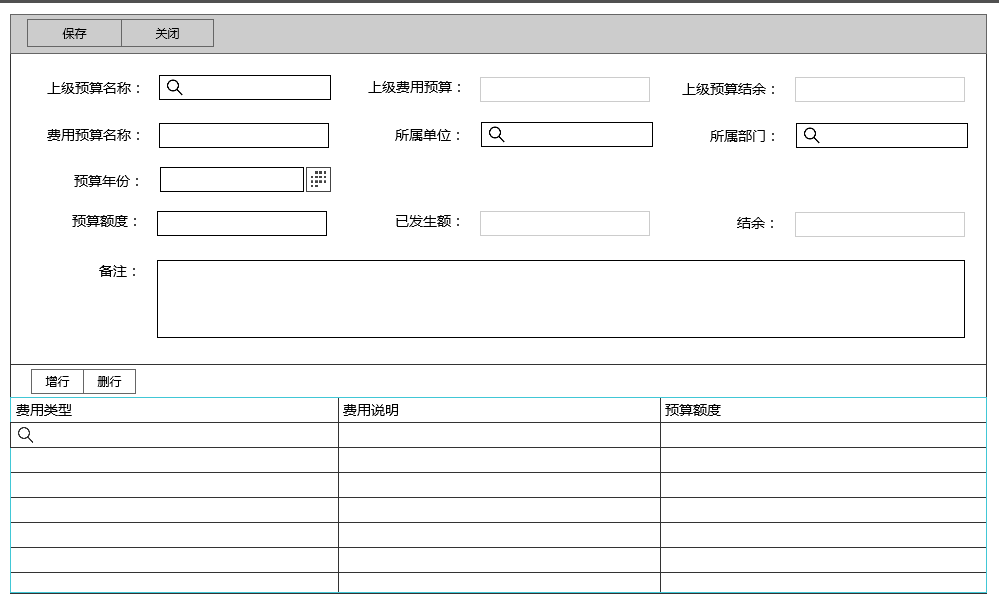 保存 关闭
上级预算名称： 上级费用预算： 上级预算结余：
费用预算名称： 所属单位： 所属部门：
预算年份：
预算额度： 已发生额： 结余：
备注：
增行 删行
费用类型 费用说明 预算额度